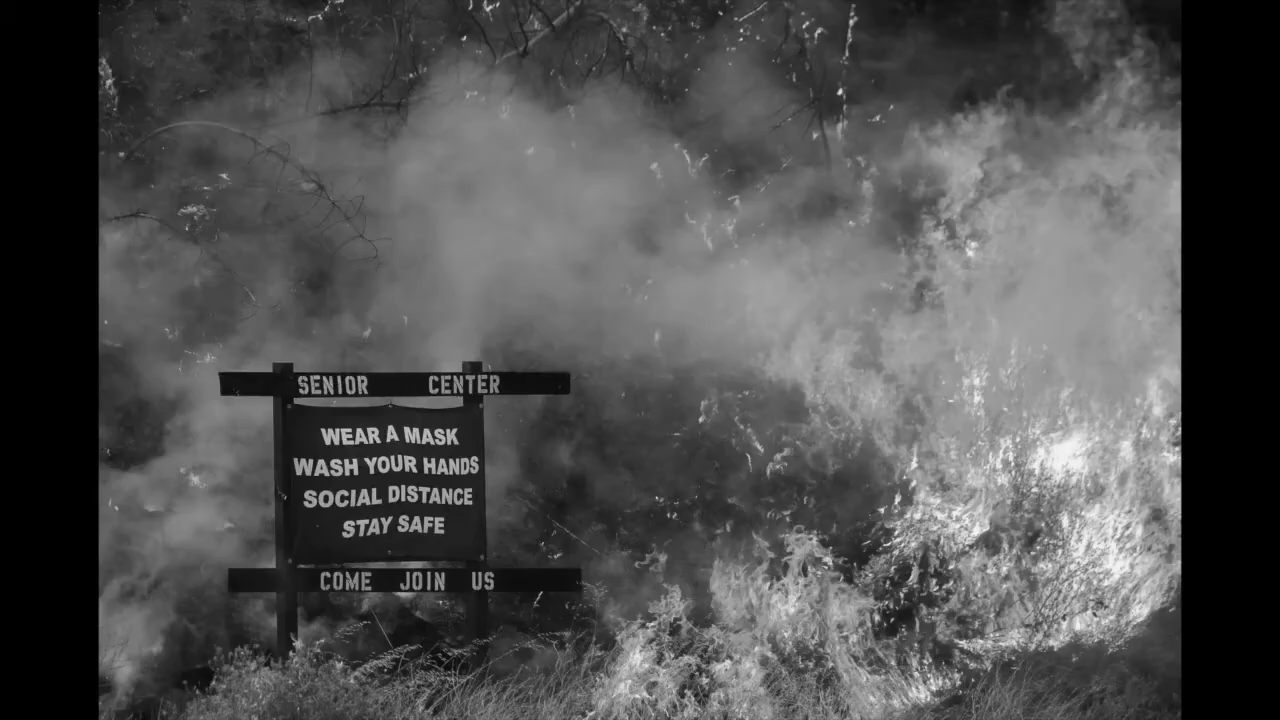 SENIOR CENTER
WEAR A MASK
WASH YOUR HANDS
SOCIAL DISTANCE
STAY SAFE
COME JOIN US